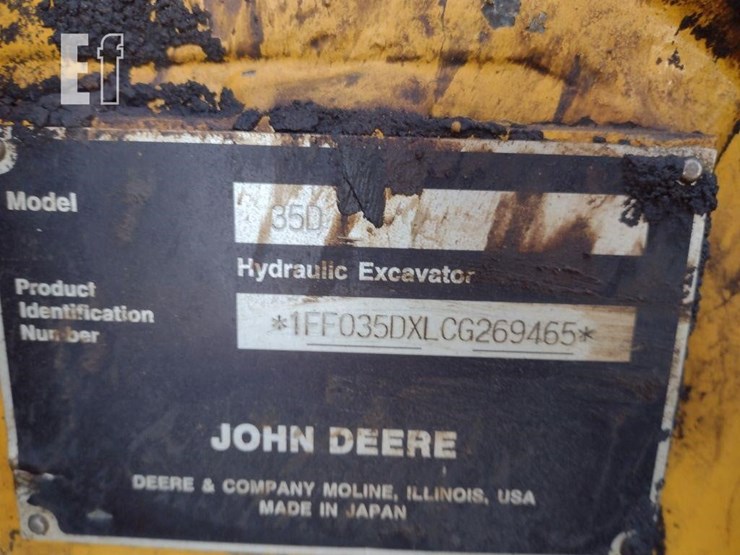 Ef
Model
35D
Hydraulic Excavator
Product
Identification
Number
*1FF035DXLCG269465*
JOHN DEERE
DEERE & COMPANY MOLINE, ILLINOIS, USA
MADE IN JAPAN